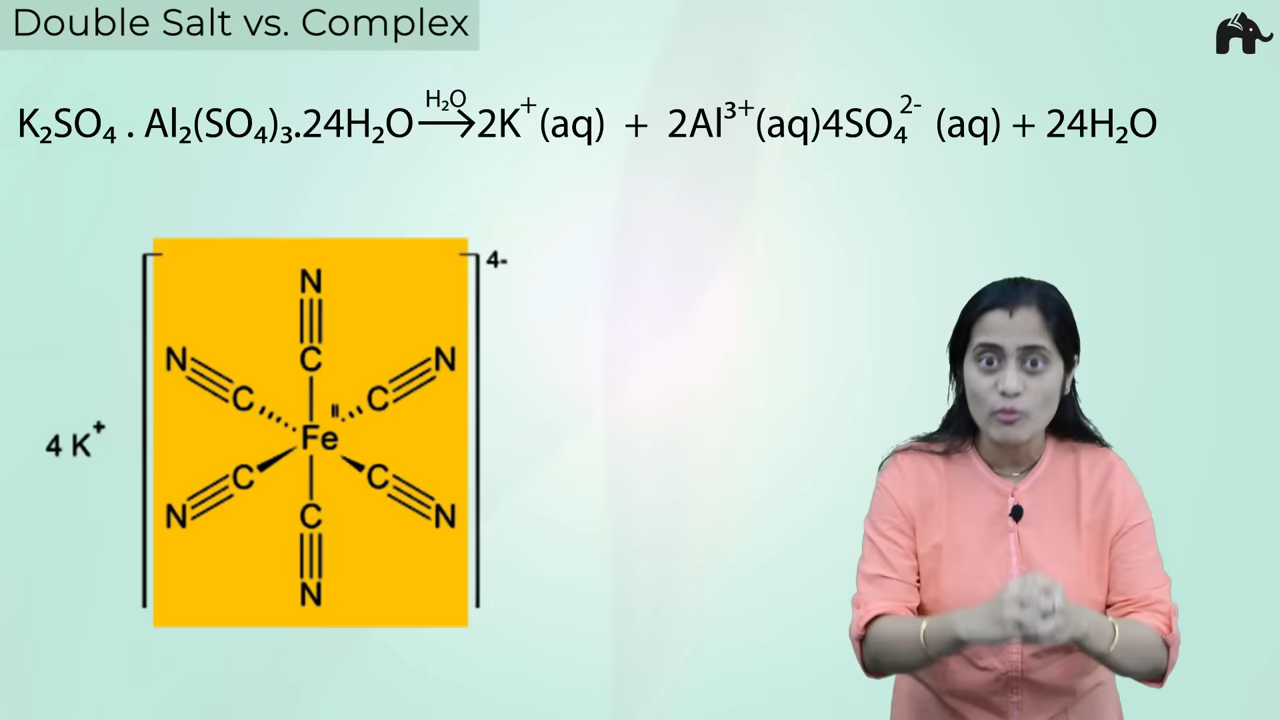 Double Salt vs. Complex
H₂O
K₂SO₄ . Al₂(SO₄)₃.24H₂O⟶2K⁺(aq) + 2Al³⁺(aq)4SO₄²⁻ (aq) + 24H₂O
4-
N
C
N N
C C
II
Fe
4 K⁺
C C
N N
C
N